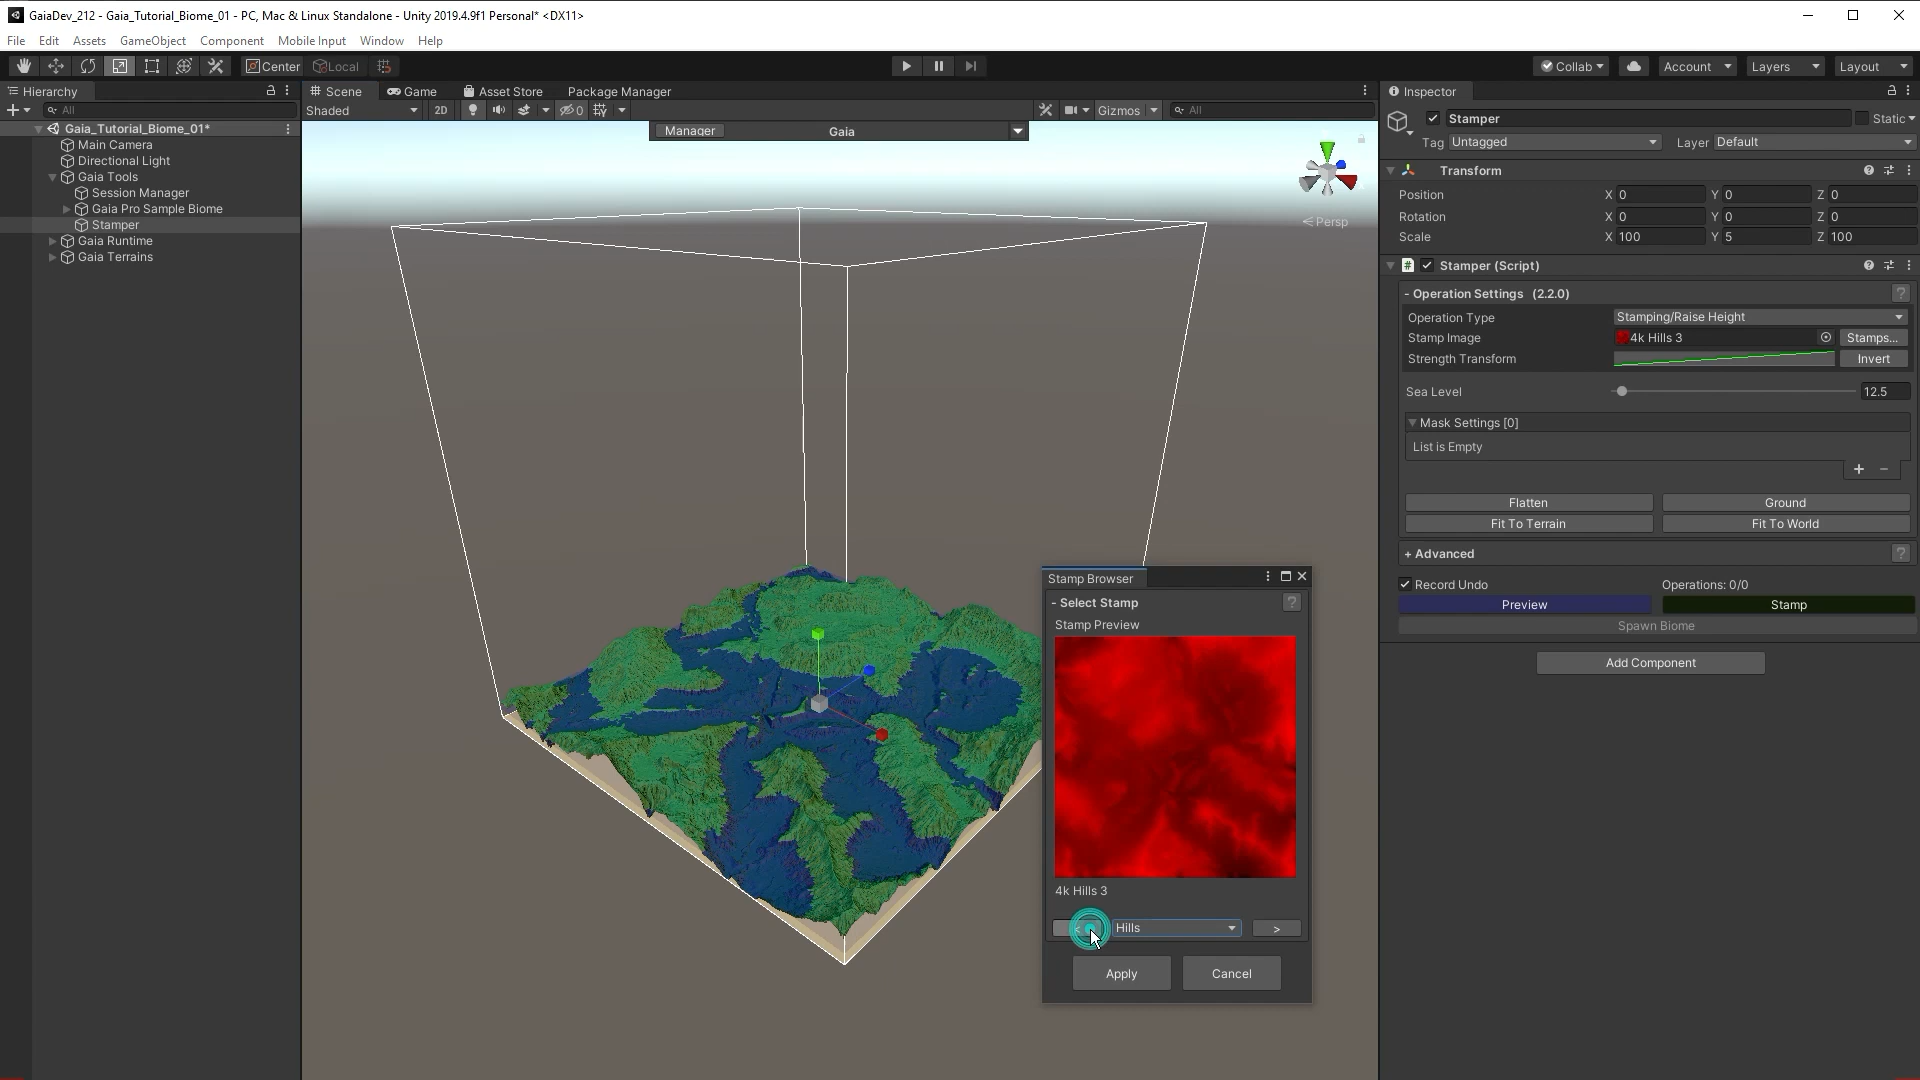 GaiaDev_212 - Gaia_Tutorial_Biome_01 - PC, Mac & Linux Standalone - Unity 2019.4.9f1 Personal* <DX11>
File Edit Assets GameObject Component Mobile Input Window Help
Center Local Collab Account Layers Layout
Hierarchy
All
Gaia_Tutorial_Biome_01*
Main Camera
Directional Light
Gaia Tools
Session Manager
Gaia Pro Sample Biome
Stamper
Gaia Runtime
Gaia Terrains
Scene Game Asset Store Package Manager
Shaded 2D 0 Gizmos All
Manager Gaia
Persp
Stamp Browser
- Select Stamp ?
Stamp Preview
4k Hills 3
< Hills >
Apply Cancel
Inspector
Stamper Static
Tag Untagged Layer Default
Transform
Position X 0 Y 0 Z 0
Rotation X 0 Y 0 Z 0
Scale X 100 Y 5 Z 100
# Stamper (Script)
- Operation Settings (2.2.0) ?
Operation Type Stamping/Raise Height
Stamp Image 4k Hills 3 Stamps...
Strength Transform Invert
Sea Level 12.5
Mask Settings [0]
List is Empty
+ −
Flatten Ground
Fit To Terrain Fit To World
+ Advanced ?
Record Undo Operations: 0/0
Preview Stamp
Spawn Biome
Add Component